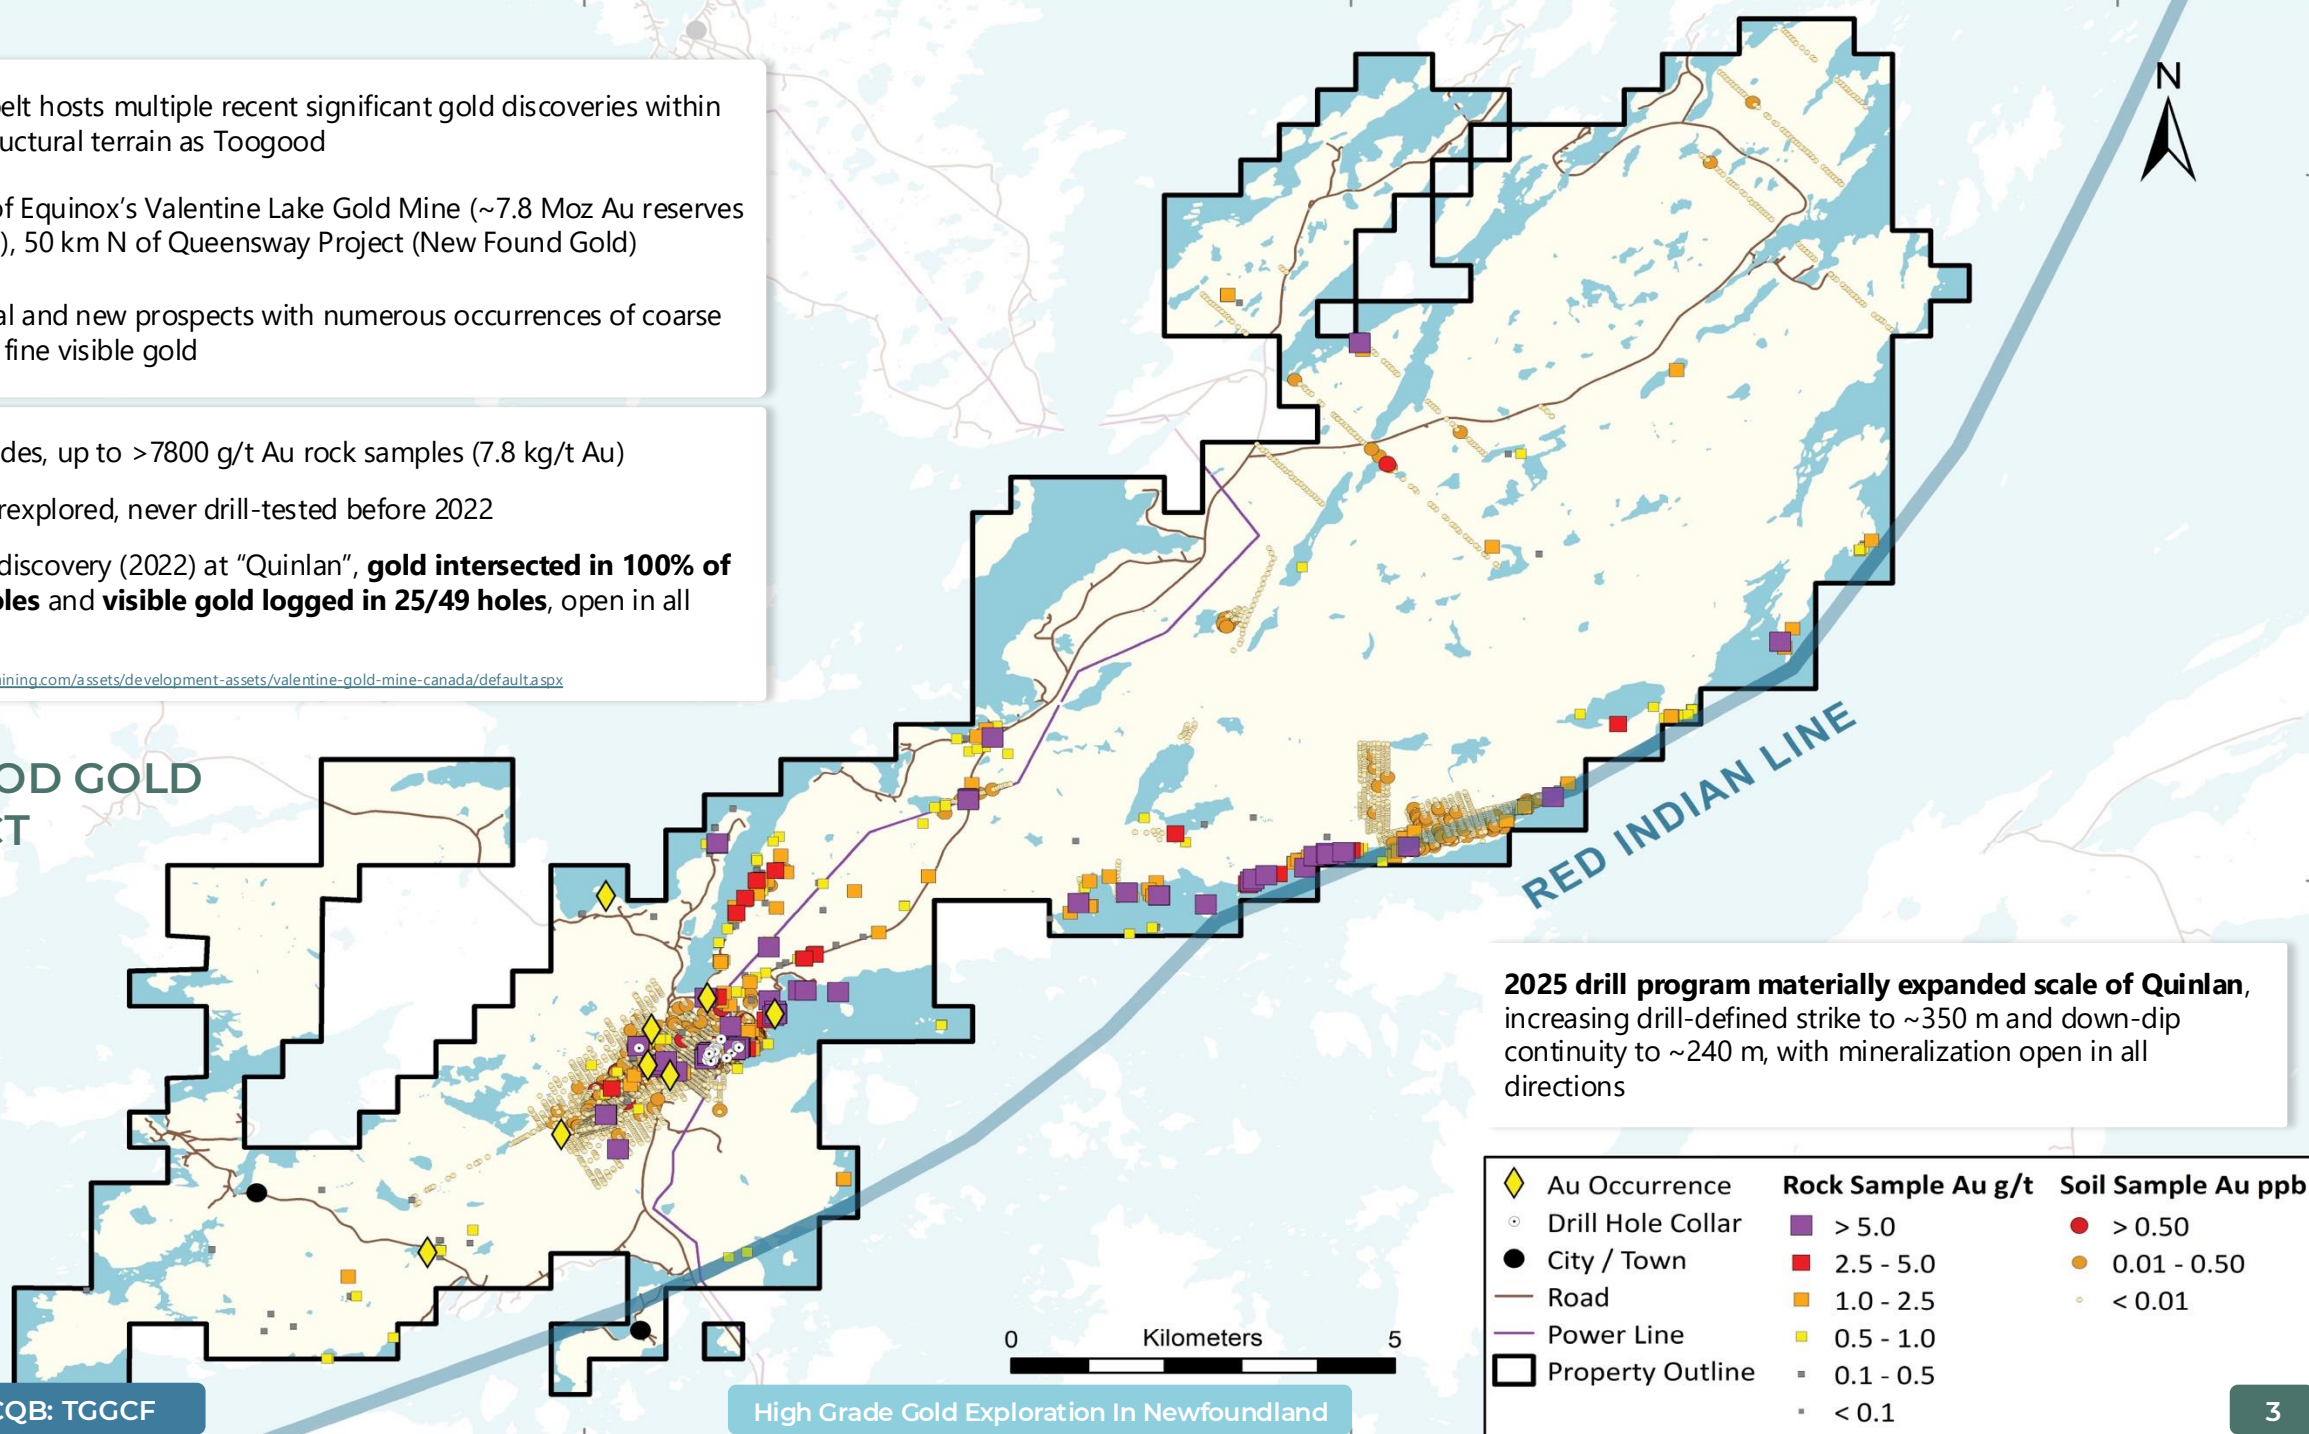 elt hosts multiple recent significant gold discoveries within
uctural terrain as Toogood
of Equinox's Valentine Lake Gold Mine (~7.8 Moz Au reserves
), 50 km N of Queensway Project (New Found Gold)
al and new prospects with numerous occurrences of coarse
fine visible gold
des, up to >7800 g/t Au rock samples (7.8 kg/t Au)
rexplored, never drill-tested before 2022
discovery (2022) at “Quinlan”, gold intersected in 100% of
oles and visible gold logged in 25/49 holes, open in all
ining.com/assets/development-assets/valentine-gold-mine-canada/default.aspx
OD GOLD
CT
N
RED INDIAN LINE
2025 drill program materially expanded scale of Quinlan,
increasing drill-defined strike to ~350 m and down-dip
continuity to ~240 m, with mineralization open in all
directions
Au Occurrence
Drill Hole Collar
City / Town
Road
Power Line
Property Outline
Rock Sample Au g/t
> 5.0
2.5 - 5.0
1.0 - 2.5
0.5 - 1.0
0.1 - 0.5
< 0.1
Soil Sample Au ppb
> 0.50
0.01 - 0.50
< 0.01
0 Kilometers 5
CQB: TGGCF
High Grade Gold Exploration In Newfoundland
3